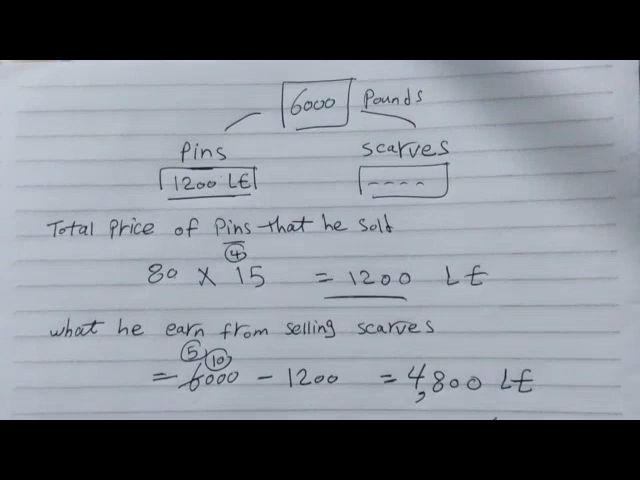 6000 Pounds
Pins scarves
1200 LE ----
Total Price of Pins that he sold
4
80 X 15 = 1200 LE
what he earn from selling scarves
5 10
= 6000 - 1200 = 4,800 LE